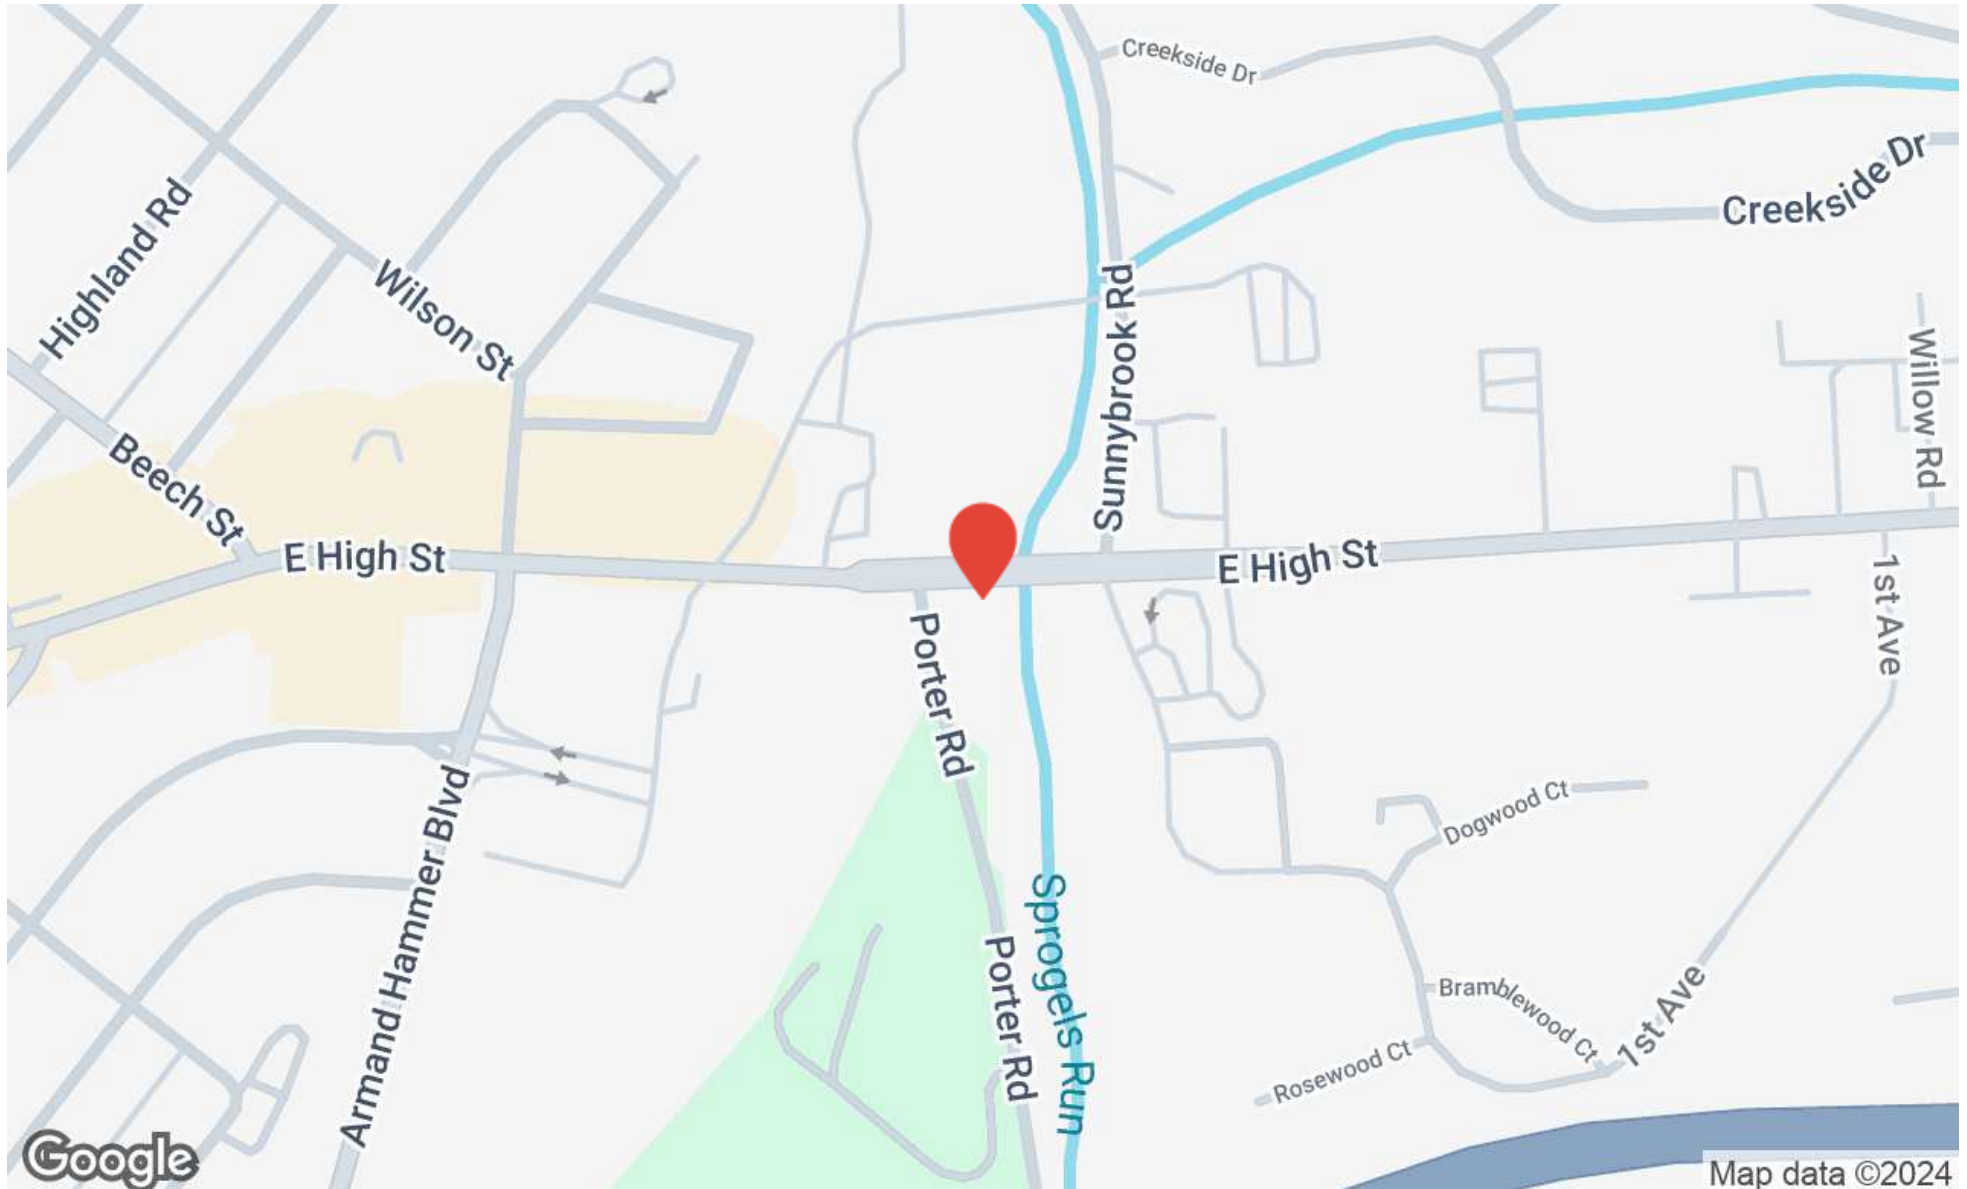 Creekside Dr
Creekside Dr
Highland Rd
Wilson St
Sunnybrook Rd
Willow Rd
Beech St
E High St
E High St
1st Ave
Porter Rd
Armand Hammer Blvd
Dogwood Ct
Sprogels Run
Porter Rd
Bramblewood Ct
1st Ave
Rosewood Ct
Google
Map data ©2024